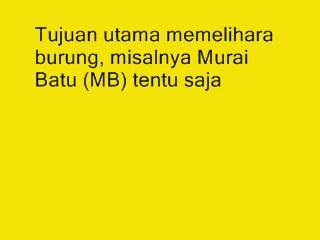 Tujuan utama memelihara
burung, misalnya Murai
Batu (MB) tentu saja